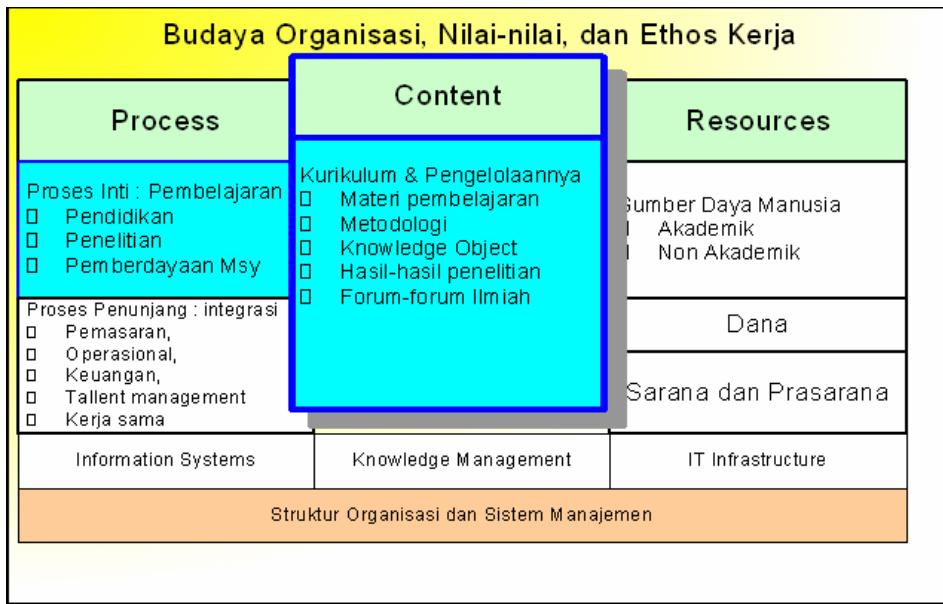 Budaya Organisasi, Nilai-nilai, dan Ethos Kerja
Process
Proses Inti : Pembelajaran
Pendidikan
Penelitian
Pemberdayaan Msy
Proses Penunjang : integrasi
Pemasaran,
Operasional,
Keuangan,
Tallent management
Kerja sama
Content
Kurikulum & Pengelolaannya
Materi pembelajaran
Metodologi
Knowledge Object
Hasil-hasil penelitian
Forum-forum Ilmiah
Resources
Sumber Daya Manusia
Akademik
Non Akademik
Dana
Sarana dan Prasarana
Information Systems
Knowledge Management
IT Infrastructure
Struktur Organisasi dan Sistem Manajemen